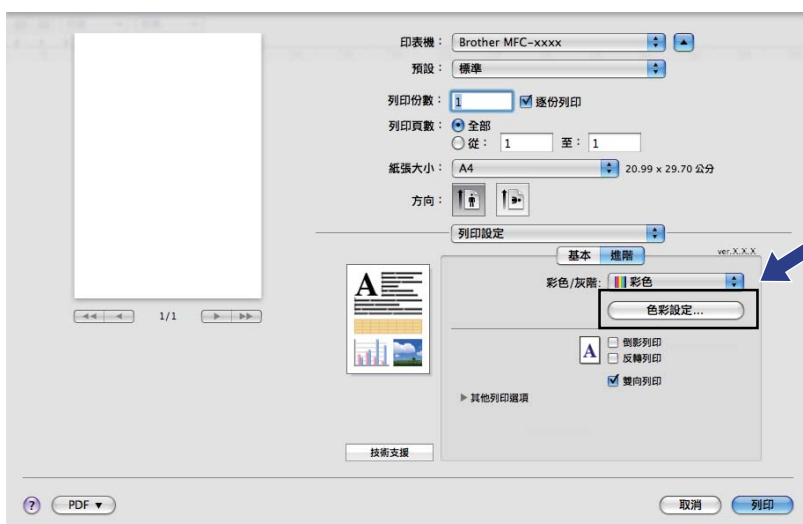 印表機： Brother MFC-xxxx
預設： 標準
列印份數： 1 逐份列印
列印頁數： 全部
從： 1 至： 1
紙張大小： A4 20.99 x 29.70 公分
方向：
列印設定
基本 進階 ver.X.X.X
彩色/灰階: 彩色
色彩設定...
1/1
A
A 倒影列印
反轉列印
雙向列印
其他列印選項
技術支援
? PDF 取消 列印